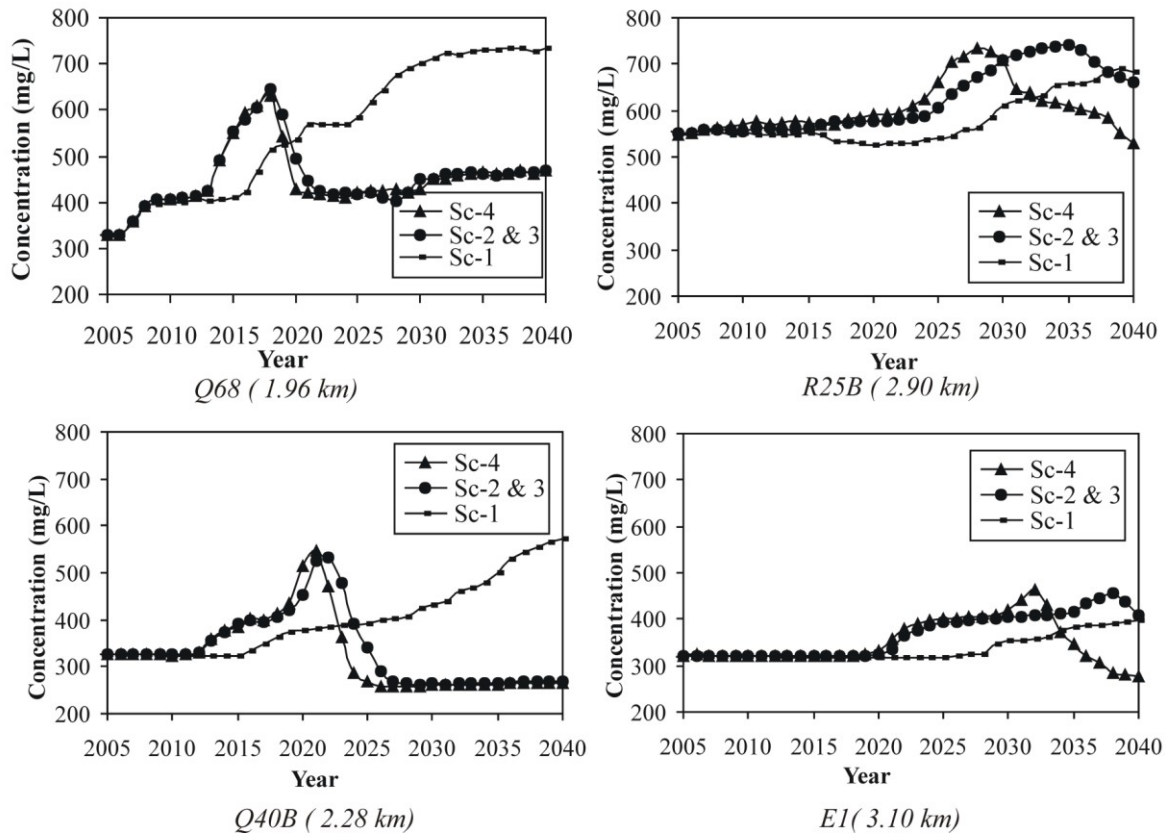 Concentration (mg/L)
800
700
600
500
400
300
200
Sc-4
Sc-2 & 3
Sc-1
2005 2010 2015 2020 2025 2030 2035 2040
Year
Q68 ( 1.96 km)
Concentration (mg/L)
800
700
600
500
400
300
200
Sc-4
Sc-2 & 3
Sc-1
2005 2010 2015 2020 2025 2030 2035 2040
Year
R25B ( 2.90 km)
Concentration (mg/L)
800
700
600
500
400
300
200
Sc-4
Sc-2 & 3
Sc-1
2005 2010 2015 2020 2025 2030 2035 2040
Year
Q40B ( 2.28 km)
Concentration (mg/L)
800
700
600
500
400
300
200
Sc-4
Sc-2 & 3
Sc-1
2005 2010 2015 2020 2025 2030 2035 2040
Year
E1( 3.10 km)